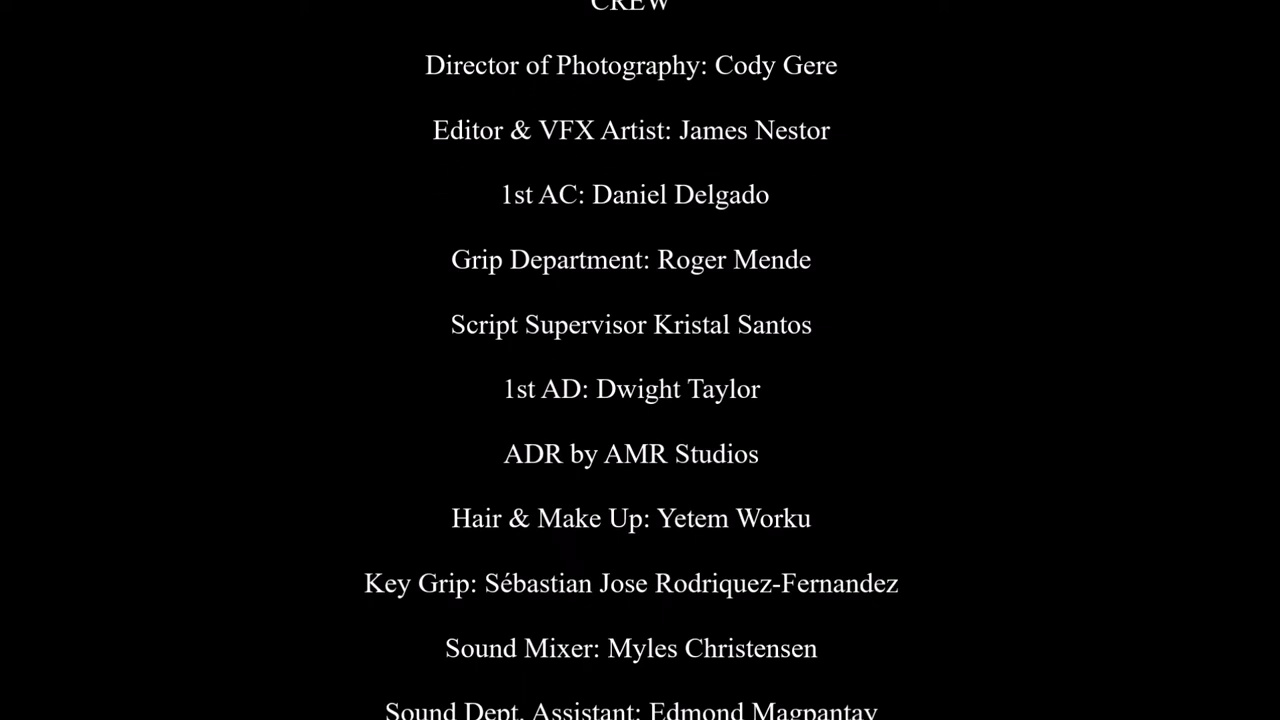 CREW
Director of Photography: Cody Gere
Editor & VFX Artist: James Nestor
1st AC: Daniel Delgado
Grip Department: Roger Mende
Script Supervisor Kristal Santos
1st AD: Dwight Taylor
ADR by AMR Studios
Hair & Make Up: Yetem Worku
Key Grip: Sébastian Jose Rodriquez-Fernandez
Sound Mixer: Myles Christensen
Sound Dept. Assistant: Edmond Magpantay